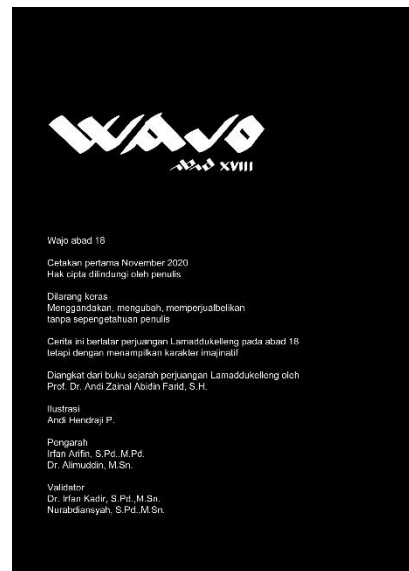 WAJO
Abad XVIII
Wajo abad 18
Cetakan pertama November 2020
Hak cipta dilindungi oleh penulis
Dilarang keras
Menggandakan, mengubah, memperjualbelikan
tanpa sepengetahuan penulis
Cerita ini berlatar perjuangan Lamaddukelleng pada abad 18
tetapi dengan menampilkan karakter imajinatif
Diangkat dari buku sejarah perjuangan Lamaddukelleng oleh
Prof. Dr. Andi Zainal Abidin Farid, S.H.
Ilustrasi
Andi Hendraji P.
Pengarah
Irfan Arifin, S.Pd.,M.Pd.
Dr. Alimuddin, M.Sn.
Validator
Dr. Irfan Kadir, S.Pd.,M.Sn.
Nurabdiansyah, S.Pd.,M.Sn.